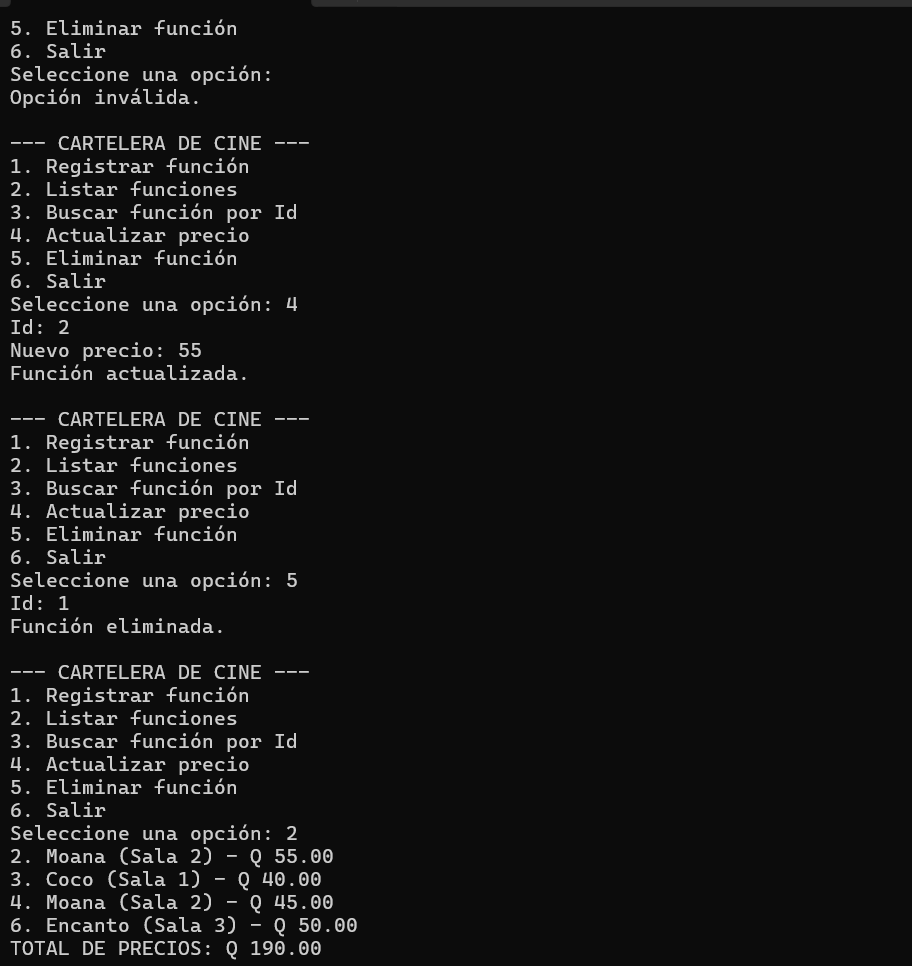 5. Eliminar función
6. Salir
Seleccione una opción:
Opción inválida.
--- CARTELERA DE CINE ---
1. Registrar función
2. Listar funciones
3. Buscar función por Id
4. Actualizar precio
5. Eliminar función
6. Salir
Seleccione una opción: 4
Id: 2
Nuevo precio: 55
Función actualizada.
--- CARTELERA DE CINE ---
1. Registrar función
2. Listar funciones
3. Buscar función por Id
4. Actualizar precio
5. Eliminar función
6. Salir
Seleccione una opción: 5
Id: 1
Función eliminada.
--- CARTELERA DE CINE ---
1. Registrar función
2. Listar funciones
3. Buscar función por Id
4. Actualizar precio
5. Eliminar función
6. Salir
Seleccione una opción: 2
2. Moana (Sala 2) - Q 55.00
3. Coco (Sala 1) - Q 40.00
4. Moana (Sala 2) - Q 45.00
6. Encanto (Sala 3) - Q 50.00
TOTAL DE PRECIOS: Q 190.00